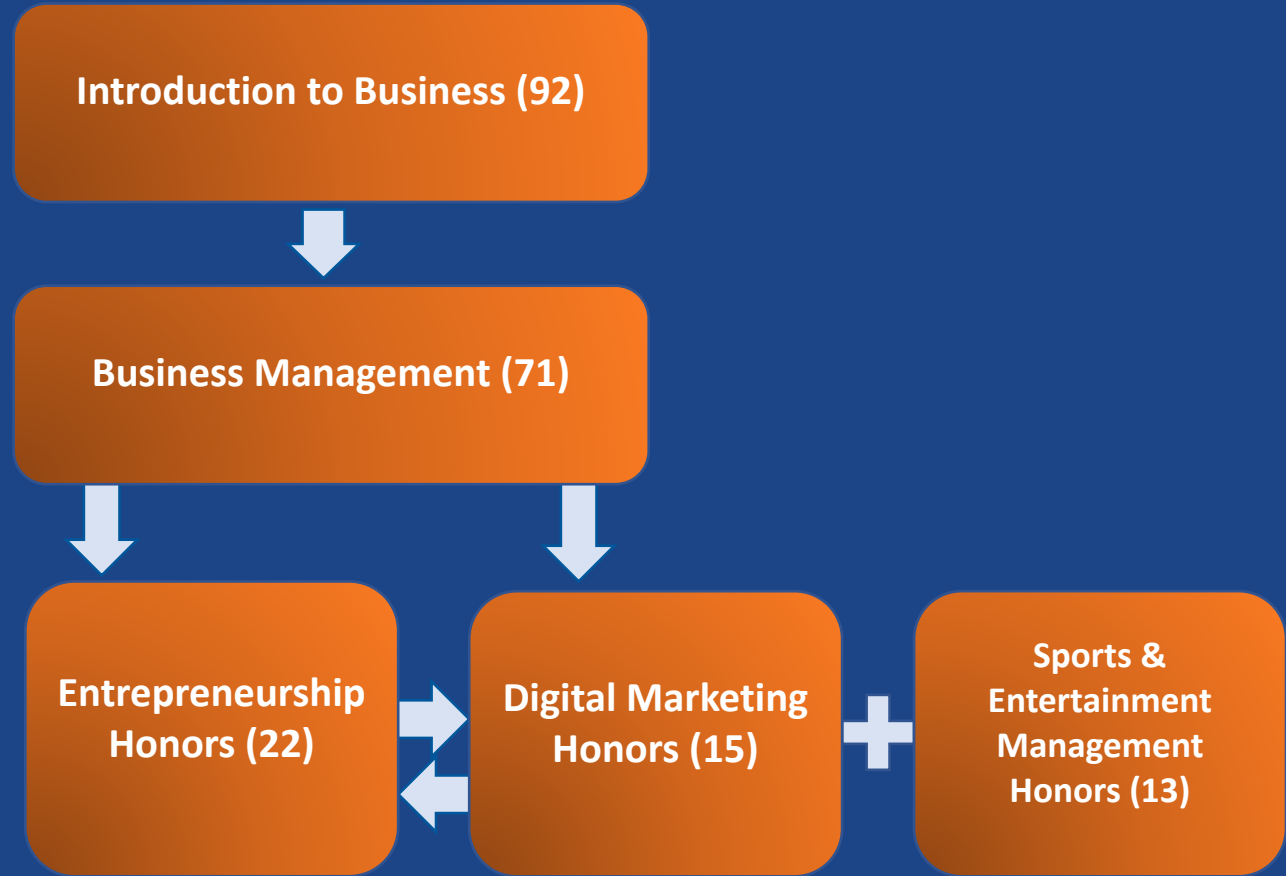 Introduction to Business (92)
Business Management (71)
Entrepreneurship
Honors (22)
Digital Marketing
Honors (15)
Sports &
Entertainment
Management
Honors (13)